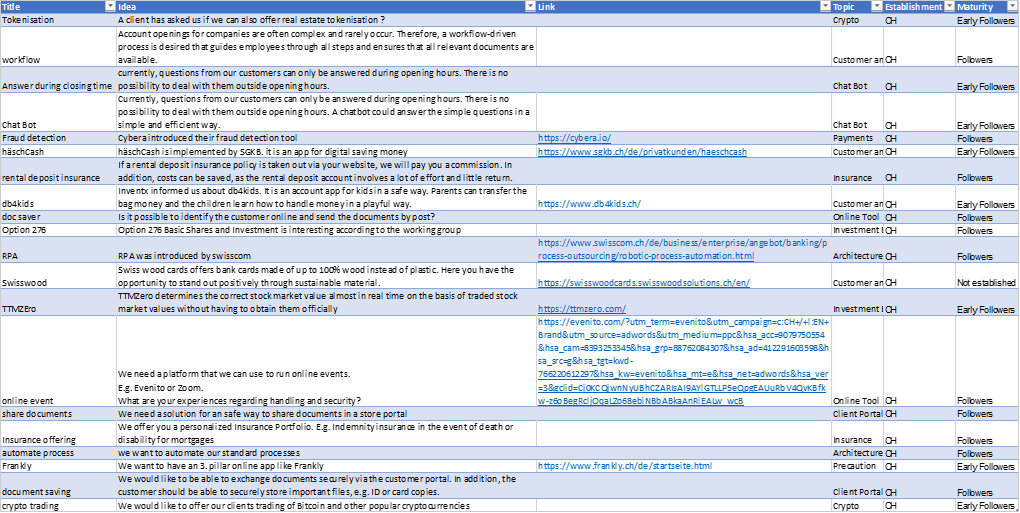 Title Idea Link Topic Establishment Maturity
Tokenisation A client has asked us if we can also offer real estate tokenisation ? Crypto CH Early Followers
Account openings for companies are often complex and rarely occur. Therefore, a workflow-driven
process is desired that guides employees through all steps and ensures that all relevant documents are
workflow available. Customer an CH Followers
currently, questions from our customers can only be answered during opening hours. There is no
Answer during closing time possibility to deal with them outside opening hours. Chat Bot CH Early Followers
Currently, questions from our customers can only be answered during opening hours. There is no
possibility to deal with them outside opening hours. A chatbot could answer the simple questions in a
Chat Bot simple and efficient way. Chat Bot CH Early Followers
Fraud detection Cybera introduced their fraud detection tool https://cybera.io/ Payments CH Followers
häschCash häschCash is implemented by SGKB. it is an app for digital saving money https://www.sgkb.ch/de/privatkunden/haeschcash Customer an CH Early Followers
If a rental deposit insurance policy is taken out via your website, we will pay you a commission. In
rental deposit insurance addition, costs can be saved, as the rental deposit account involves a lot of effort and little return. Insurance CH Followers
Inventx informed us about db4kids. It is an account app for kids in a safe way. Parents can transfer the
db4kids bag money and the children learn how to handle money in a playful way. https://www.db4kids.ch/ Customer an CH Early Followers
doc saver Is it possible to identify the customer online and send the documents by post? Online Tool CH Followers
Option 276 Option 276 Basic Shares and Investment is interesting according to the working group Investment CH Followers
https://www.swisscom.ch/de/business/enterprise/angebot/banking/p
RPA RPA was introduced by swisscom rocess-outsourcing/robotic-process-automation.html Architecture CH Followers
Swiss wood cards offers bank cards made of up to 100% wood instead of plastic. Here you have the
Swisswood opportunity to stand out positively through sustainable material. https://swisswoodcards.swisswoodsolutions.ch/en/ Customer an CH Not established
TTMZero determines the correct stock market value almost in real time on the basis of traded stock
TTMZEro market values without having to obtain them officially https://ttmzero.com/ Investment CH Early Followers
https://evenito.com/?utm_term=evenito&utm_campaign=c:CH+/+l:EN+
Brand&utm_source=adwords&utm_medium=ppc&hsa_acc=9079750554
&hsa_cam=8393253345&hsa_grp=88762084307&hsa_ad=412291603598&h
sa_src=g&hsa_tgt=kwd-
We need a platform that we can use to run online events. 766220612297&hsa_kw=evenito&hsa_mt=e&hsa_net=adwords&hsa_ver
E.g. Evenito or Zoom.
online event What are your experiences regarding handling and security? Online Tool CH Followers
share documents We need a solution for an safe way to share documents in a store portal Client Portal CH Followers
We offer you a personalized Insurance Portfolio. E.g. Indemnity insurance in the event of death or
Insurance offering disability for mortgages Insurance CH Followers
automate process we want to automate our standard processes Architecture CH Followers
Frankly We want to have an 3. pillar online app like Frankly https://www.frankly.ch/de/startseite.html Precaution CH Early Followers
We would like to be able to exchange documents securely via the customer portal. In addition, the
document saving customer should be able to securely store important files, e.g. ID or card copies. Client Portal CH Followers
crypto trading We would like to offer our clients trading of Bitcoin and other popular cryptocurrencies Crypto CH Early Followers